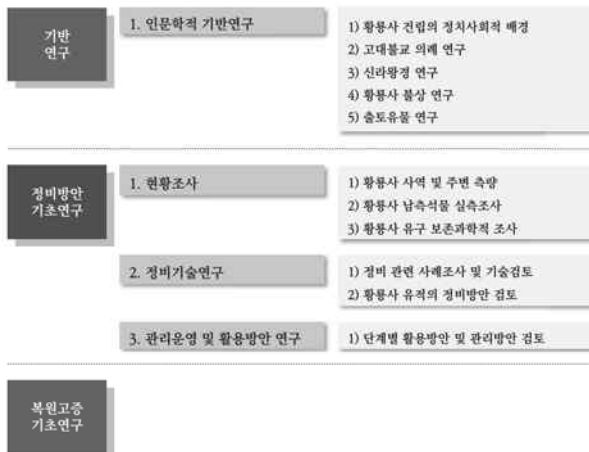 기반
연구
1. 인문학적 기반연구
1) 황룡사 건립의 정치사회적 배경
2) 고대불교 의례 연구
3) 신라왕경 연구
4) 황룡사 불상 연구
5) 출토유물 연구
정비방안
기초연구
1. 현황조사
1) 황룡사 사역 및 주변 측량
2) 황룡사 남측석물 실측조사
3) 황룡사 유구 보존과학적 조사
2. 정비기술연구
1) 정비 관련 사례조사 및 기술검토
2) 황룡사 유적의 정비방안 검토
3. 관리운영 및 활용방안 연구
1) 단계별 활용방안 및 관리방안 검토
복원고증
기초연구